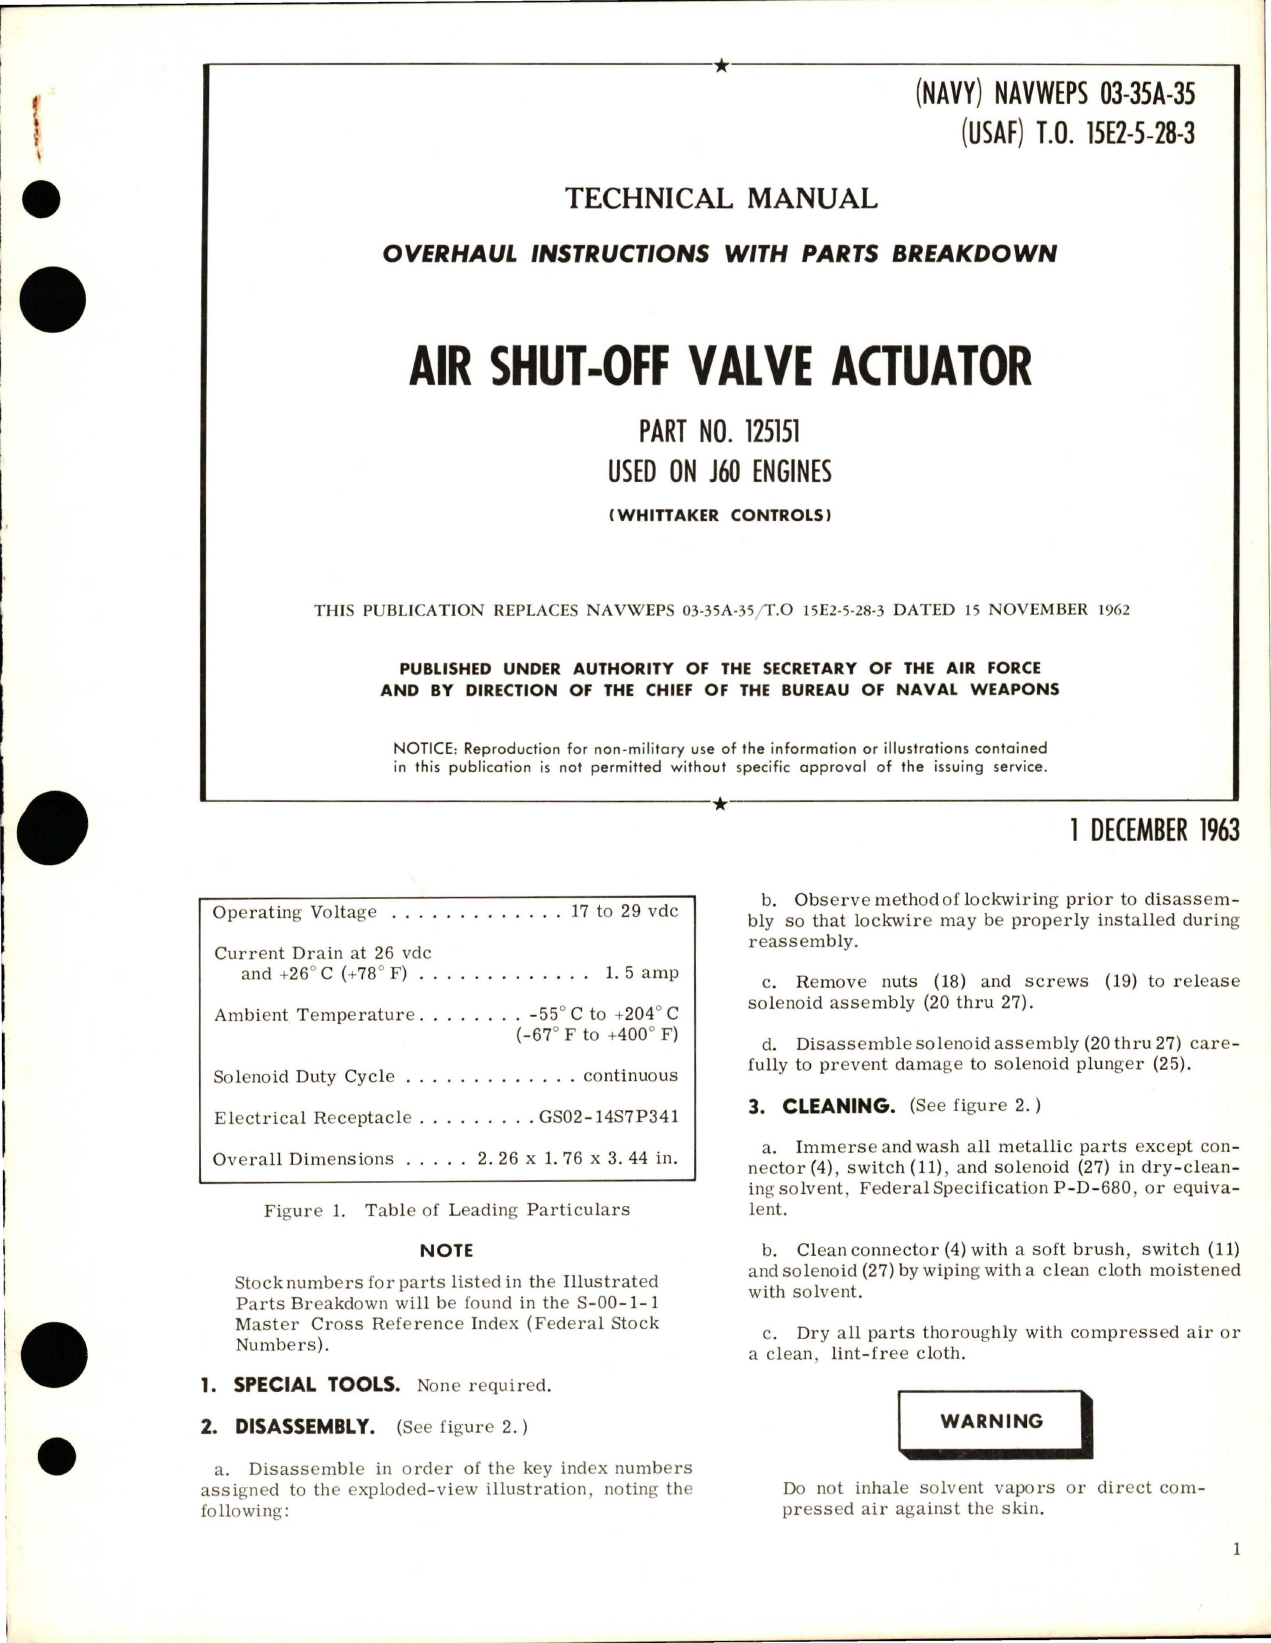 (NAVY) NAVWEPS 03-35A-35
(USAF) T.O. 15E2-5-28-3
TECHNICAL MANUAL
OVERHAUL INSTRUCTIONS WITH PARTS BREAKDOWN
AIR SHUT-OFF VALVE ACTUATOR
PART NO. 125151
USED ON J60 ENGINES
(WHITTAKER CONTROLS)
THIS PUBLICATION REPLACES NAVWEPS 03-35A-35/T.O 15E2-5-28-3 DATED 15 NOVEMBER 1962
PUBLISHED UNDER AUTHORITY OF THE SECRETARY OF THE AIR FORCE
AND BY DIRECTION OF THE CHIEF OF THE BUREAU OF NAVAL WEAPONS
NOTICE: Reproduction for non-military use of the information or illustrations contained
in this publication is not permitted without specific approval of the issuing service.
1 DECEMBER 1963
Operating Voltage . . . . . . . . . . . . . 17 to 29 vdc
Current Drain at 26 vdc
and +26° C (+78° F) . . . . . . . . . . . . . 1. 5 amp
Ambient Temperature. . . . . . . . -55° C to +204° C
(-67° F to +400° F)
Solenoid Duty Cycle . . . . . . . . . . . . . continuous
Electrical Receptacle . . . . . . . . . GS02-14S7P341
Overall Dimensions . . . . . 2. 26 x 1. 76 x 3. 44 in.
Figure 1. Table of Leading Particulars
NOTE
Stock numbers for parts listed in the Illustrated
Parts Breakdown will be found in the S-00-1-1
Master Cross Reference Index (Federal Stock
Numbers).
1. SPECIAL TOOLS. None required.
2. DISASSEMBLY. (See figure 2. )
a. Disassemble in order of the key index numbers
assigned to the exploded-view illustration, noting the
following:
b. Observe method of lockwiring prior to disassem-
bly so that lockwire may be properly installed during
reassembly.
c. Remove nuts (18) and screws (19) to release
solenoid assembly (20 thru 27).
d. Disassemble solenoid assembly (20 thru 27) care-
fully to prevent damage to solenoid plunger (25).
3. CLEANING. (See figure 2. )
a. Immerse and wash all metallic parts except con-
nector (4), switch (11), and solenoid (27) in dry-clean-
ing solvent, Federal Specification P-D-680, or equiva-
lent.
b. Clean connector (4) with a soft brush, switch (11)
and solenoid (27) by wiping with a clean cloth moistened
with solvent.
c. Dry all parts thoroughly with compressed air or
a clean, lint-free cloth.
WARNING
Do not inhale solvent vapors or direct com-
pressed air against the skin.
1